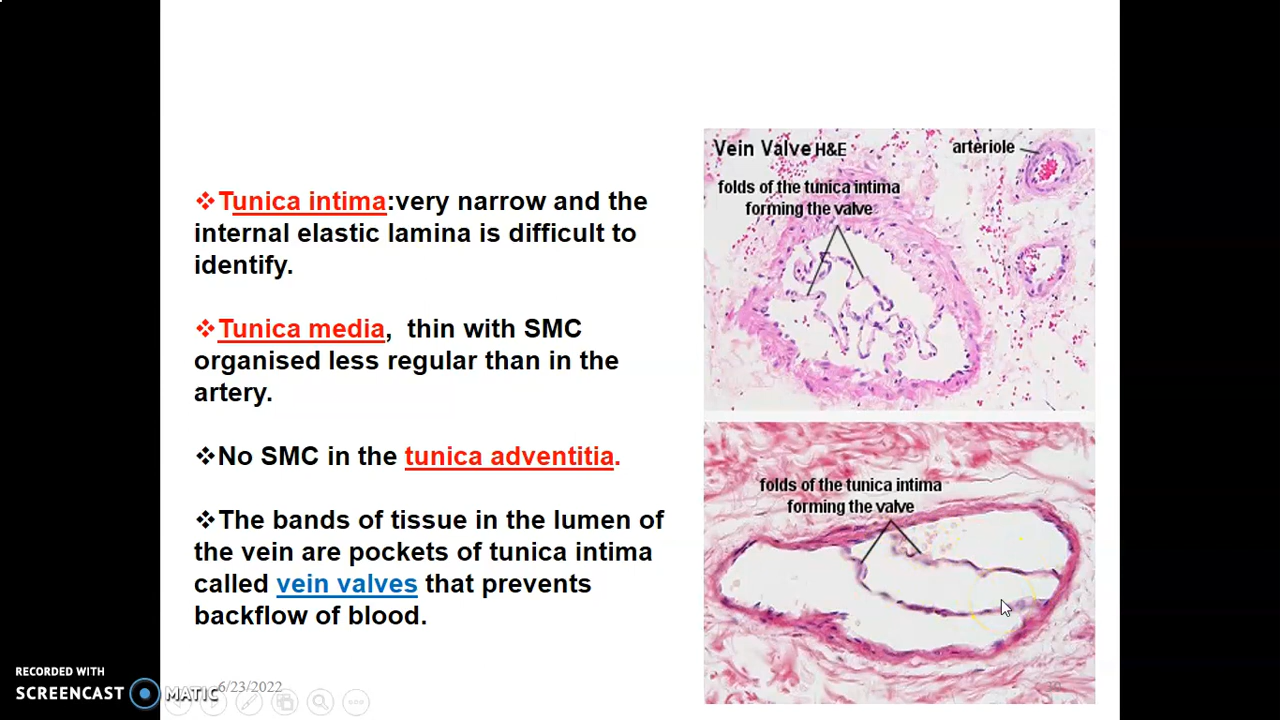 ❖Tunica intima:very narrow and the
internal elastic lamina is difficult to
identify.
❖Tunica media, thin with SMC
organised less regular than in the
artery.
❖No SMC in the tunica adventitia.
❖The bands of tissue in the lumen of
the vein are pockets of tunica intima
called vein valves that prevents
backflow of blood.
Vein Valve H&E
arteriole
folds of the tunica intima
forming the valve
folds of the tunica intima
forming the valve
RECORDED WITH
SCREENCAST MATIC
6/23/2022